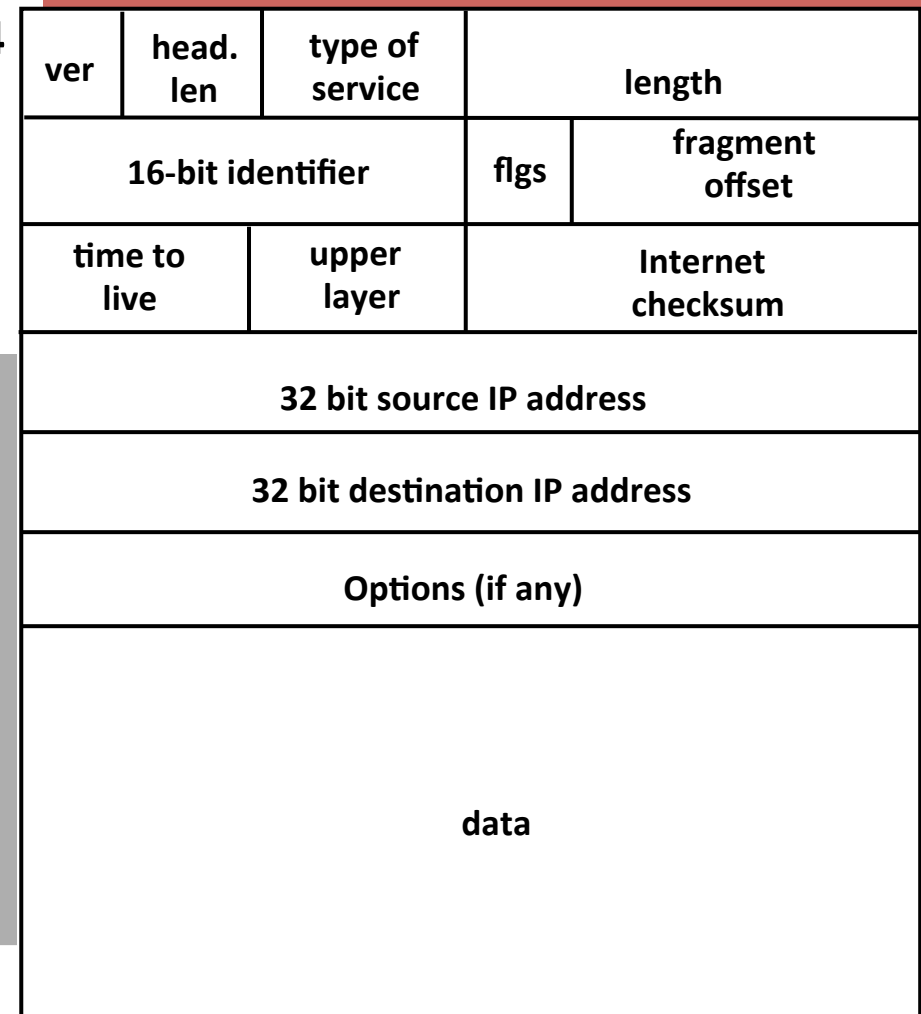 4
ver
head.
len
type of
service
length
16-bit identifier
flgs
fragment
offset
time to
live
upper
layer
Internet
checksum
32 bit source IP address
32 bit destination IP address
Options (if any)
data